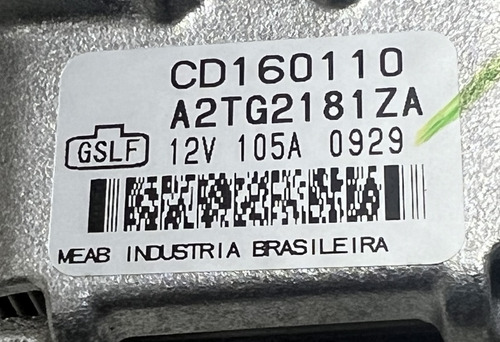 CD160110
A2TG2181ZA
GSLF 12V 105A 0929
MEAB INDUSTRIA BRASILEIRA